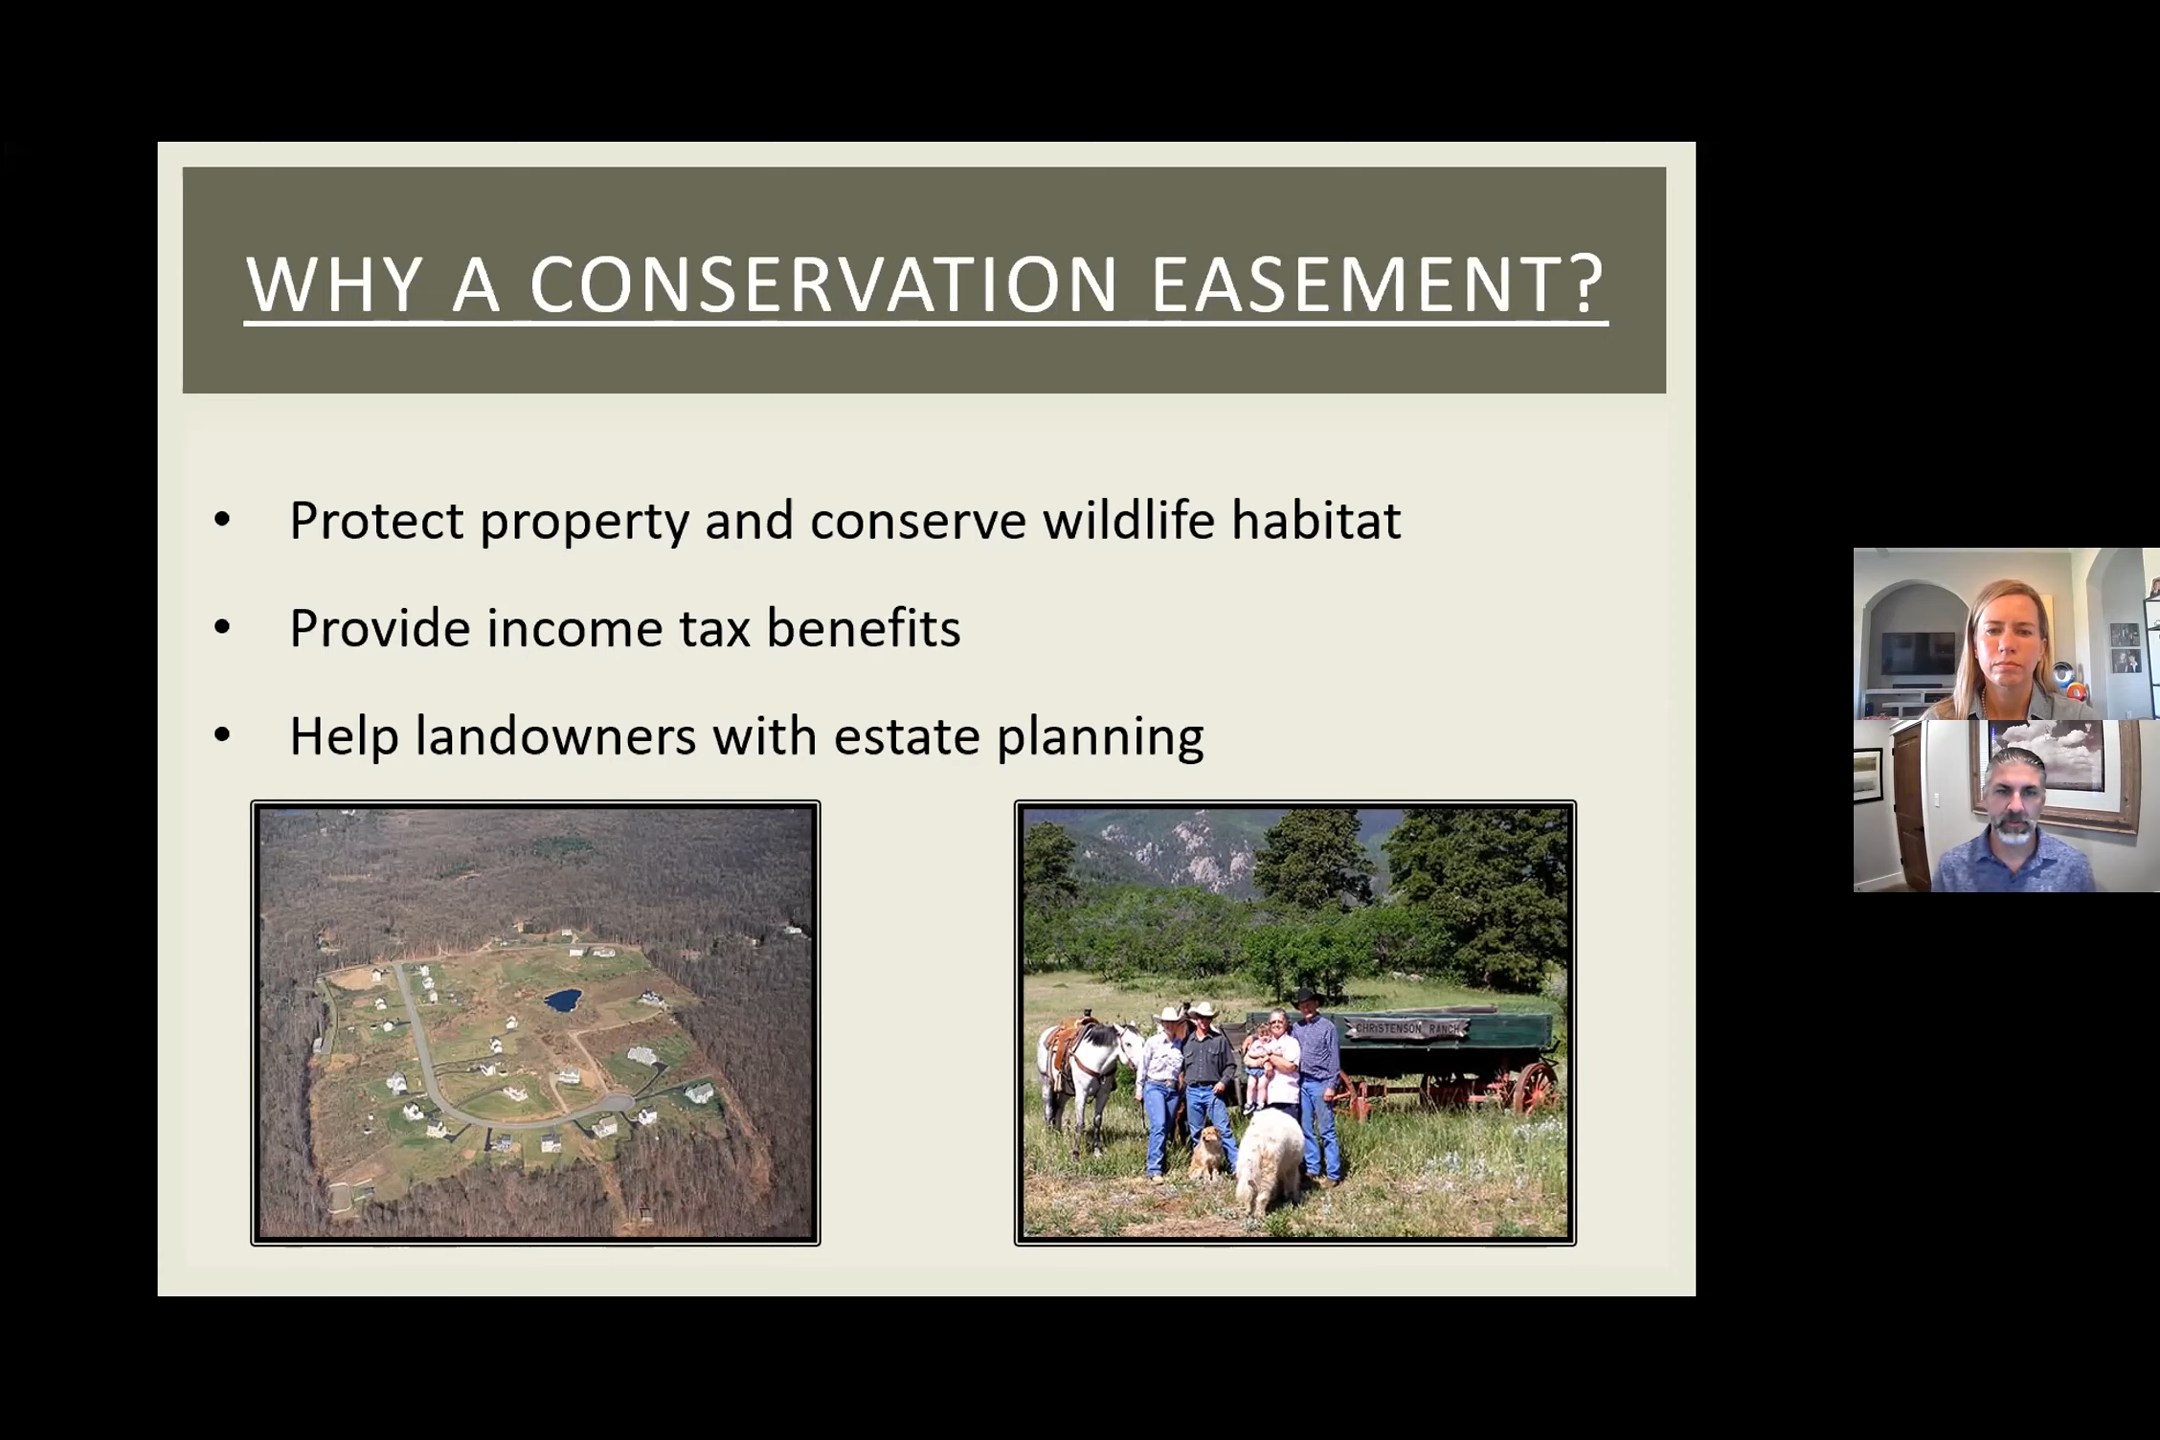 WHY A CONSERVATION EASEMENT?
• Protect property and conserve wildlife habitat
• Provide income tax benefits
• Help landowners with estate planning
CHRISTENSON RANCH